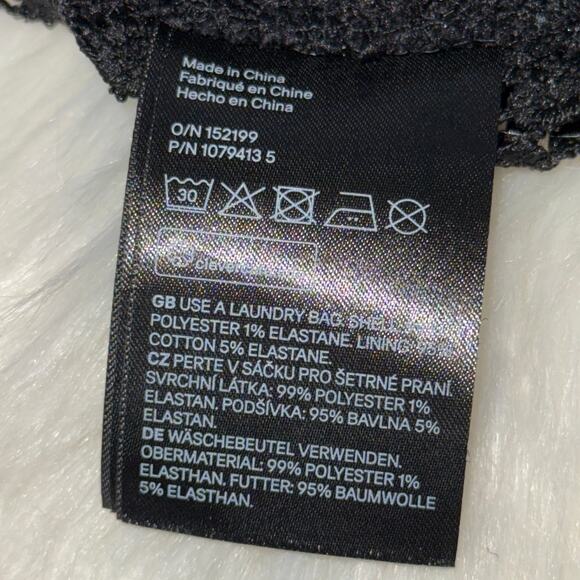 Made in China
Fabriqué en Chine
Hecho en China
O/N 152199
P/N 1079413 5
30
GB USE A LAUNDRY BAG. SHELL:
POLYESTER 1% ELASTANE. LINING:
COTTON 5% ELASTANE.
CZ PERTE V SÁČKU PRO ŠETRNÉ PRANÍ.
SVRCHNÍ LÁTKA: 99% POLYESTER 1%
ELASTAN. PODŠÍVKA: 95% BAVLNA 5%
ELASTAN.
DE WÄSCHEBEUTEL VERWENDEN.
OBERMATERIAL: 99% POLYESTER 1%
ELASTHAN. FUTTER: 95% BAUMWOLLE
5% ELASTHAN.